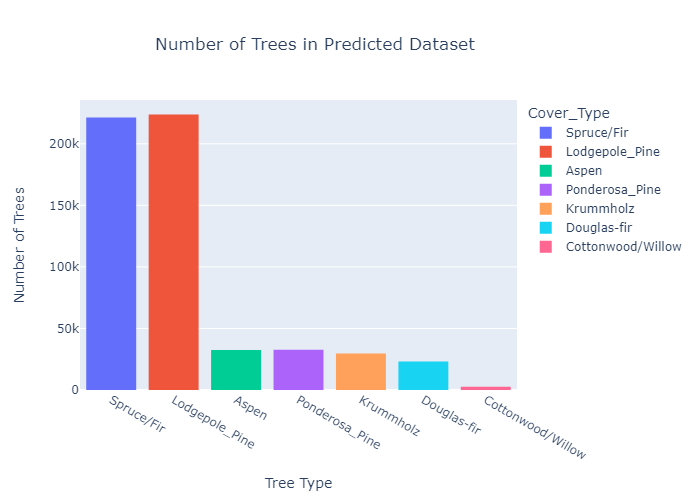 Number of Trees in Predicted Dataset
Number of Trees
200k
150k
100k
50k
0
Spruce/Fir
Lodgepole_Pine
Aspen
Ponderosa_Pine
Krummholz
Douglas-fir
Cottonwood/Willow
Tree Type
Cover_Type
Spruce/Fir
Lodgepole_Pine
Aspen
Ponderosa_Pine
Krummholz
Douglas-fir
Cottonwood/Willow